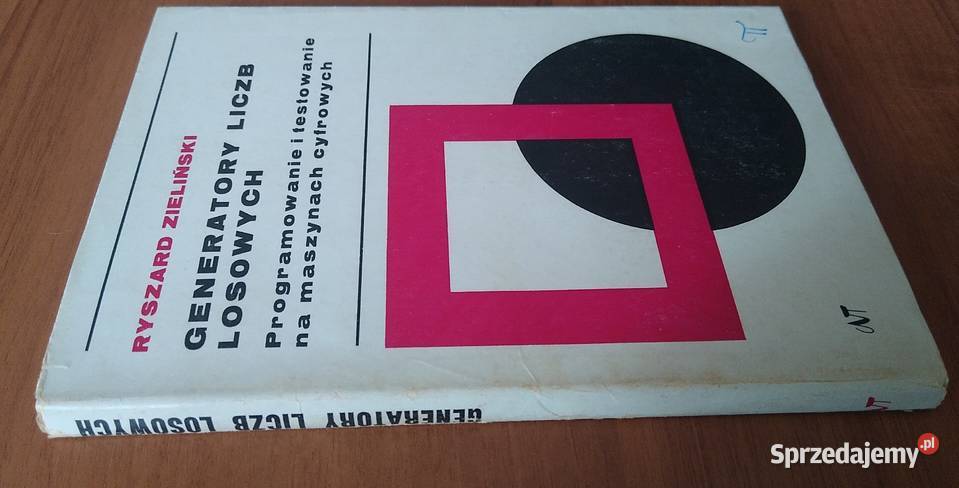 RYSZARD ZIELIŃSKI
GENERATORY LICZB
LOSOWYCH
Programowanie i testowanie
na maszynach cyfrowych
GENERATORY LICZB LOSOWYCH
Sprzedajemy.pl